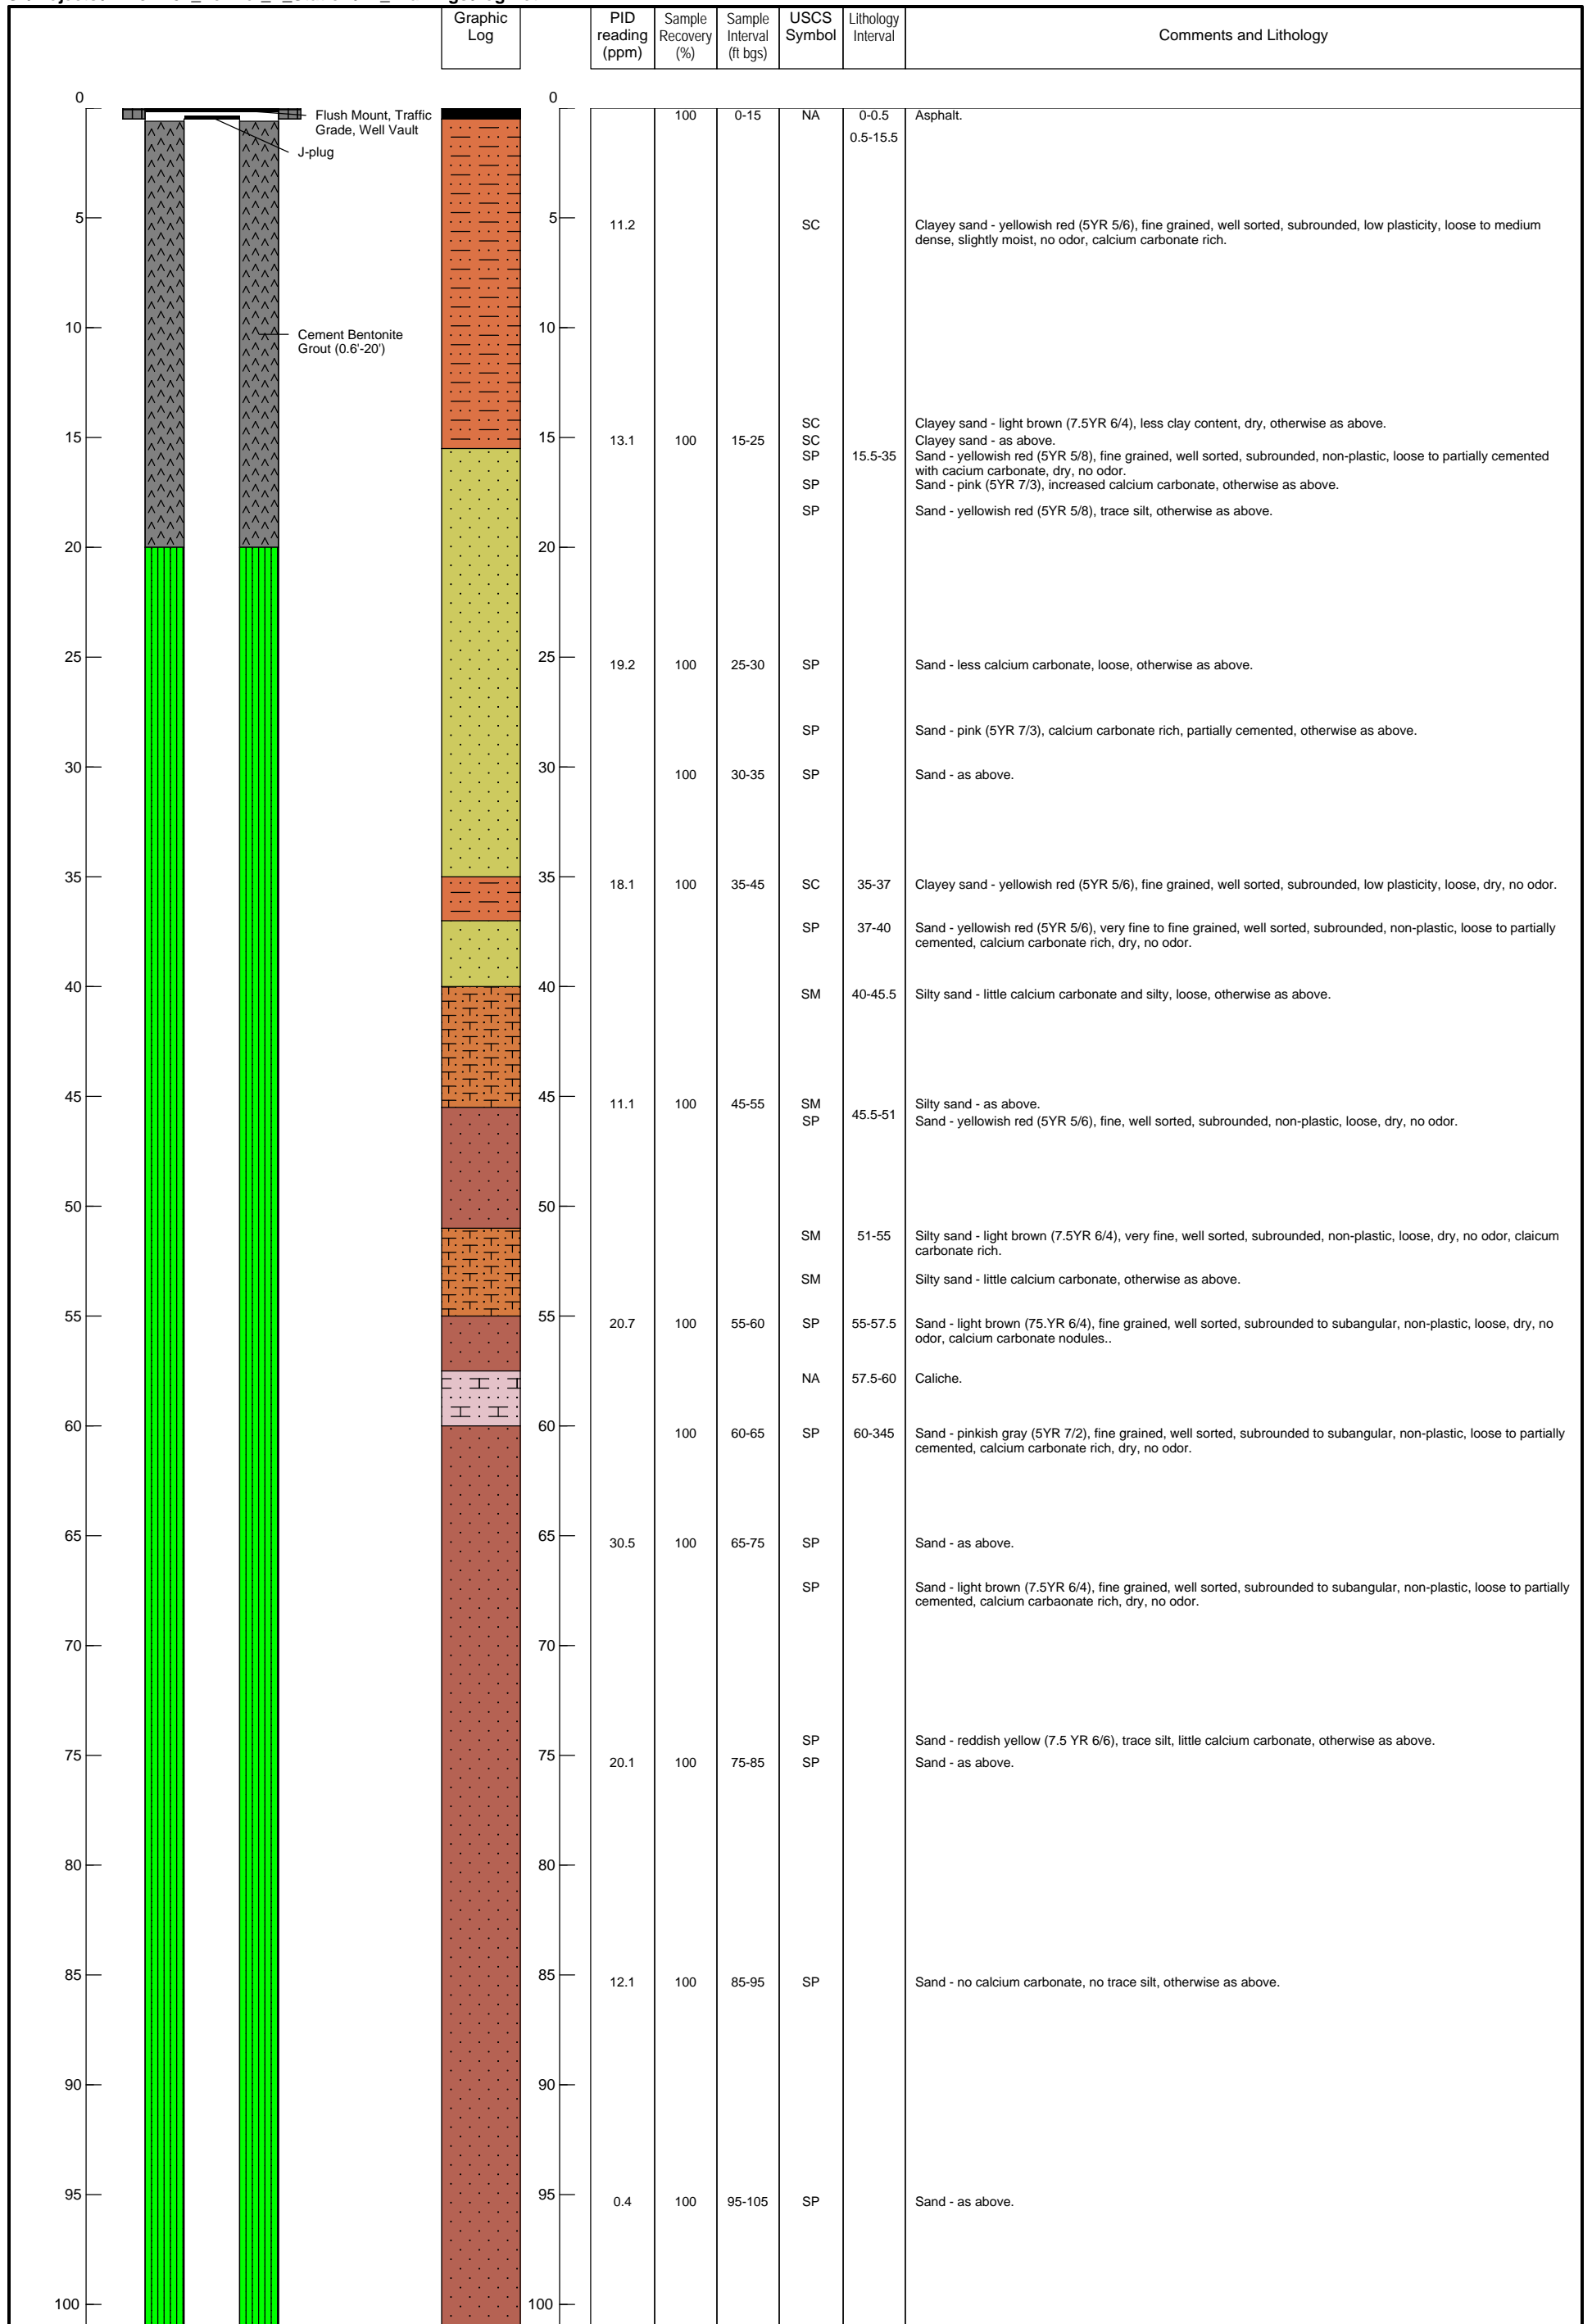 Graphic Log
PID reading (ppm)
Sample Recovery (%)
Sample Interval (ft bgs)
USCS Symbol
Lithology Interval
Comments and Lithology
0
0
Flush Mount, Traffic
Grade, Well Vault
J-plug
100 0-15 NA 0-0.5 Asphalt.
0.5-15.5
5
5
11.2 SC Clayey sand - yellowish red (5YR 5/6), fine grained, well sorted, subrounded, low plasticity, loose to medium
dense, slightly moist, no odor, calcium carbonate rich.
10
10
Cement Bentonite
Grout (0.6'-20')
SC Clayey sand - light brown (7.5YR 6/4), less clay content, dry, otherwise as above.
15
15
13.1 100 15-25 SC Clayey sand - as above.
SP 15.5-35 Sand - yellowish red (5YR 5/8), fine grained, well sorted, subrounded, non-plastic, loose to partially cemented
with cacium carbonate, dry, no odor.
SP Sand - pink (5YR 7/3), increased calcium carbonate, otherwise as above.
SP Sand - yellowish red (5YR 5/8), trace silt, otherwise as above.
20
20
25
25
19.2 100 25-30 SP Sand - less calcium carbonate, loose, otherwise as above.
SP Sand - pink (5YR 7/3), calcium carbonate rich, partially cemented, otherwise as above.
30
30
100 30-35 SP Sand - as above.
35
35
18.1 100 35-45 SC 35-37 Clayey sand - yellowish red (5YR 5/6), fine grained, well sorted, subrounded, low plasticity, loose, dry, no odor.
SP 37-40 Sand - yellowish red (5YR 5/6), very fine to fine grained, well sorted, subrounded, non-plastic, loose to partially
cemented, calcium carbonate rich, dry, no odor.
40
40
SM 40-45.5 Silty sand - little calcium carbonate and silty, loose, otherwise as above.
45
45
11.1 100 45-55 SM Silty sand - as above.
SP 45.5-51 Sand - yellowish red (5YR 5/6), fine, well sorted, subrounded, non-plastic, loose, dry, no odor.
50
50
SM 51-55 Silty sand - light brown (7.5YR 6/4), very fine, well sorted, subrounded, non-plastic, loose, dry, no odor, claicum
carbonate rich.
SM Silty sand - little calcium carbonate, otherwise as above.
55
55
20.7 100 55-60 SP 55-57.5 Sand - light brown (75.YR 6/4), fine grained, well sorted, subrounded to subangular, non-plastic, loose, dry, no
odor, calcium carbonate nodules..
NA 57.5-60 Caliche.
60
60
100 60-65 SP 60-345 Sand - pinkish gray (5YR 7/2), fine grained, well sorted, subrounded to subangular, non-plastic, loose to partially
cemented, calcium carbonate rich, dry, no odor.
65
65
30.5 100 65-75 SP Sand - as above.
SP Sand - light brown (7.5YR 6/4), fine grained, well sorted, subrounded to subangular, non-plastic, loose to partially
cemented, calcium carbaonate rich, dry, no odor.
70
70
SP Sand - reddish yellow (7.5 YR 6/6), trace silt, little calcium carbonate, otherwise as above.
75
75
20.1 100 75-85 SP Sand - as above.
80
80
85
85
12.1 100 85-95 SP Sand - no calcium carbonate, no trace silt, otherwise as above.
90
90
95
95
0.4 100 95-105 SP Sand - as above.
100
100